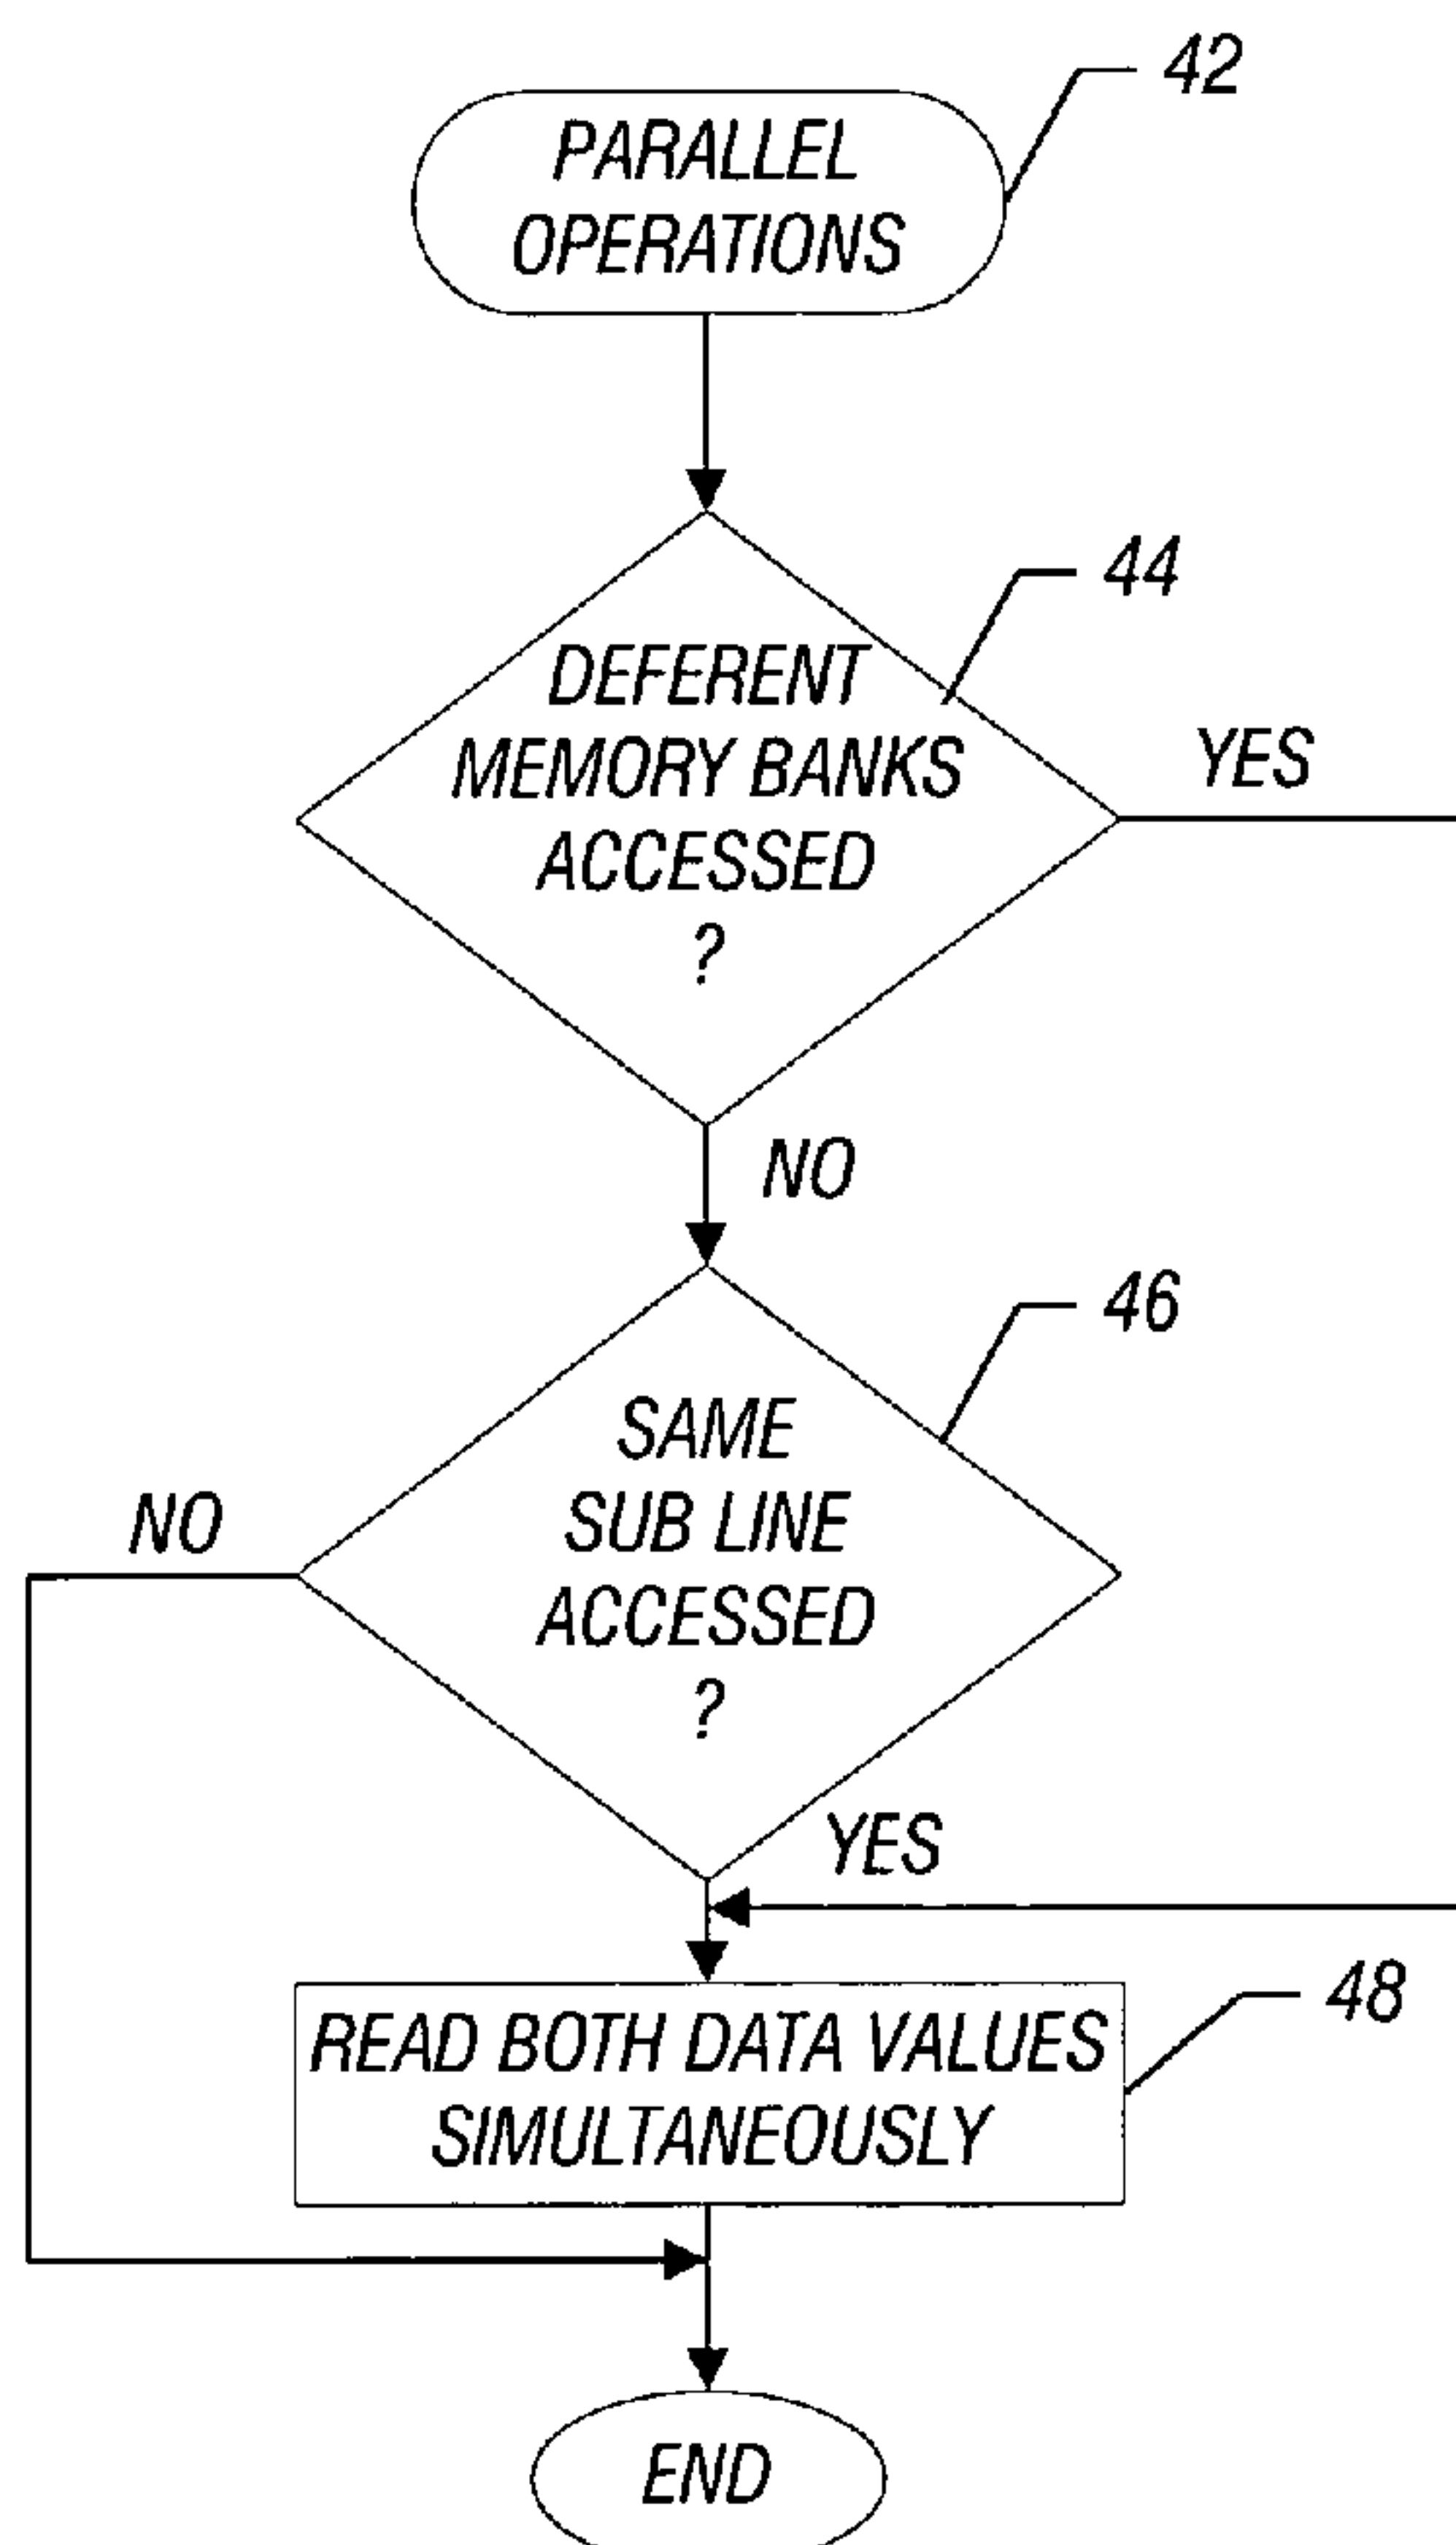 42
PARALLEL
OPERATIONS
44
DEFERENT
MEMORY BANKS
ACCESSED
?
YES
NO
46
SAME
SUB LINE
ACCESSED
?
NO
YES
48
READ BOTH DATA VALUES
SIMULTANEOUSLY
END